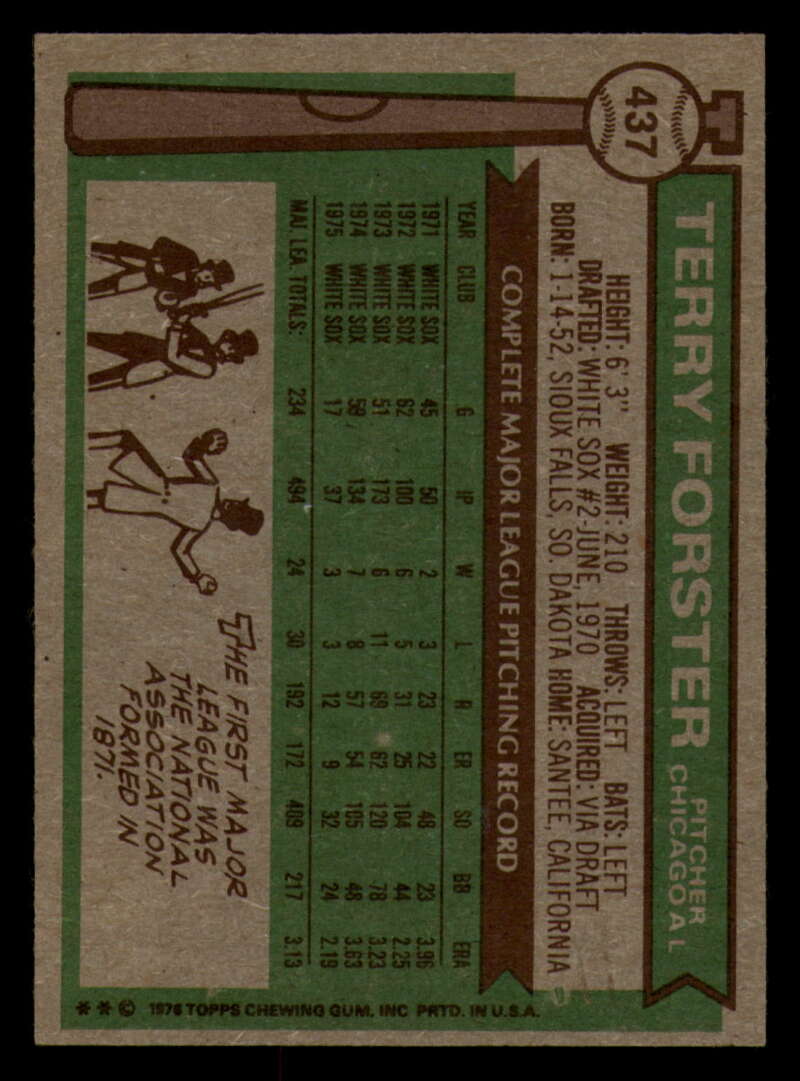 437
TERRY FORSTER
PITCHER
CHICAGO A L
HEIGHT: 6' 3" WEIGHT: 210 THROWS: LEFT BATS: LEFT
DRAFTED: WHITE SOX #2-JUNE, 1970 ACQUIRED: VIA DRAFT
BORN: 1-14-52, SIOUX FALLS, SO. DAKOTA HOME: SANTEE, CALIFORNIA
COMPLETE MAJOR LEAGUE PITCHING RECORD
YEAR CLUB G IP W L R ER SO BB ERA
1971 WHITE SOX 45 50 2 3 23 22 48 23 3.96
1972 WHITE SOX 62 100 6 5 31 25 104 44 2.25
1973 WHITE SOX 51 173 6 11 69 62 120 78 3.23
1974 WHITE SOX 59 134 7 8 57 54 105 48 3.63
1975 WHITE SOX 17 37 3 3 12 9 32 24 2.19
MAJ. LEA. TOTALS: 234 494 24 30 192 172 409 217 3.13
THE FIRST MAJOR
LEAGUE WAS
THE NATIONAL
ASSOCIATION
FORMED IN
1871.
* * © 1976 TOPPS CHEWING GUM, INC PRTD. IN U.S.A.